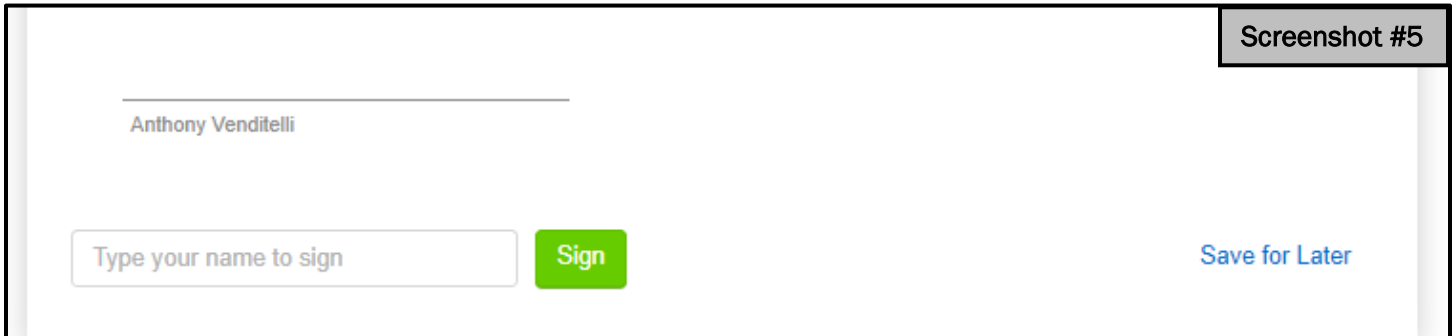 Screenshot #5
Anthony Venditelli
Type your name to sign
Sign
Save for Later